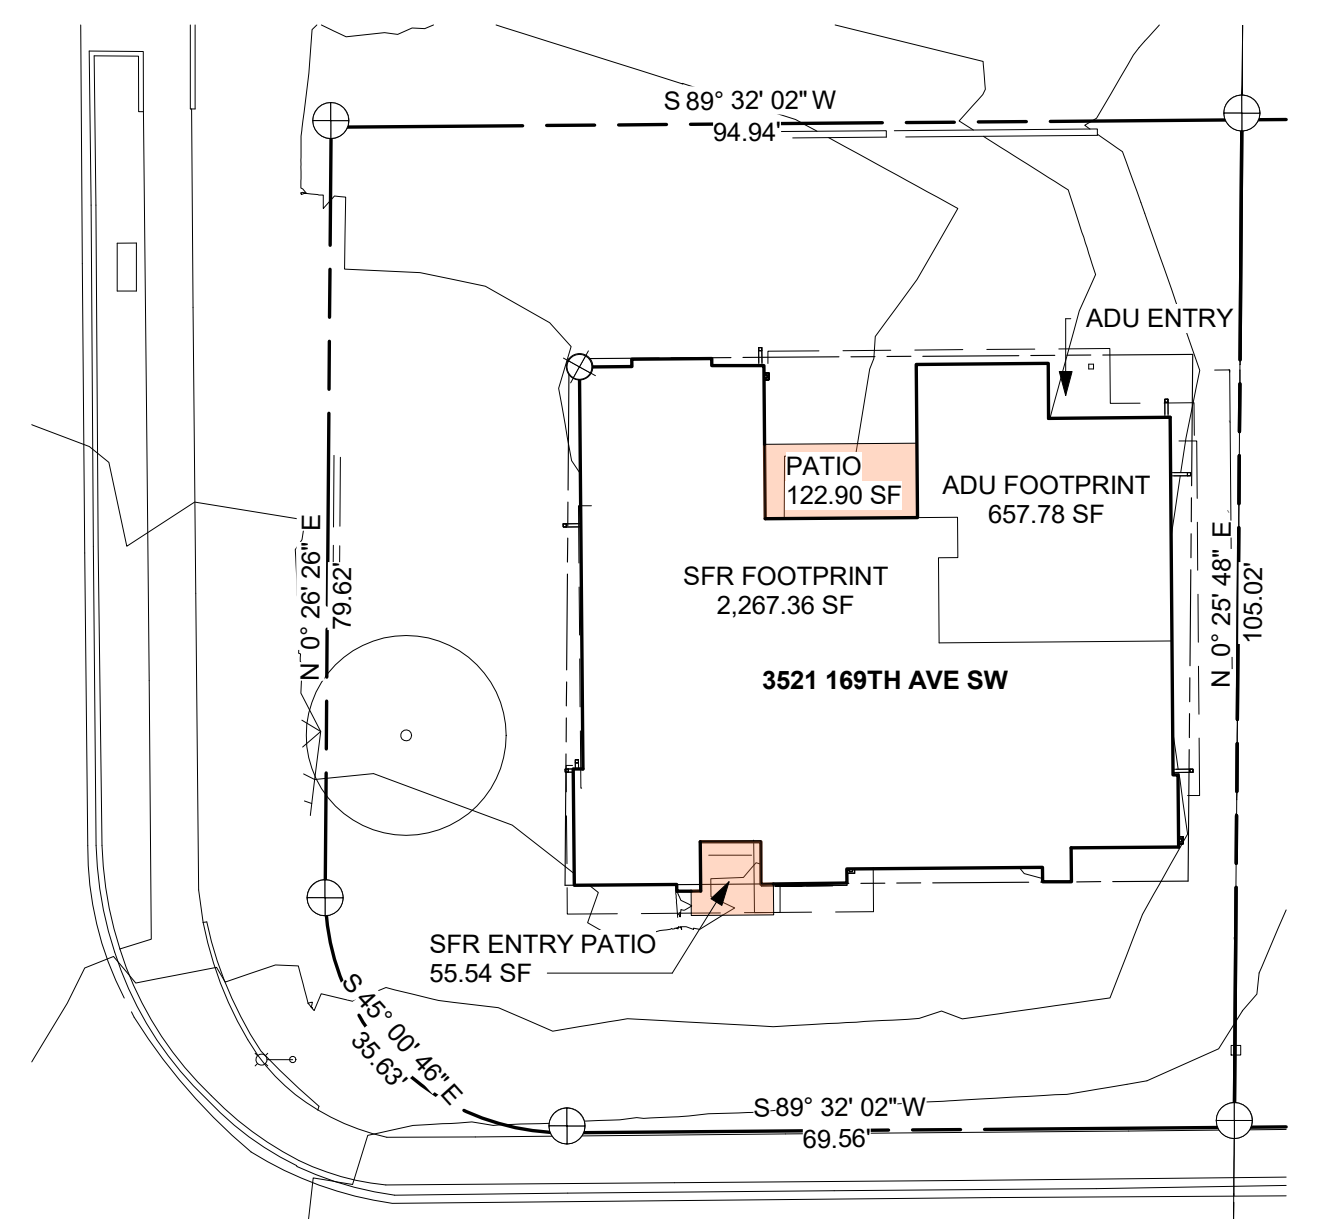 S 89° 32' 02" W
94.94'
ADU ENTRY
PATIO
122.90 SF
ADU FOOTPRINT
657.78 SF
SFR FOOTPRINT
2,267.36 SF
N 0° 26' 26" E
79.62'
N 0° 25' 48" E
105.02'
3521 169TH AVE SW
SFR ENTRY PATIO
55.54 SF
S 45° 00' 46" E
35.63'
S 89° 32' 02" W
69.56'